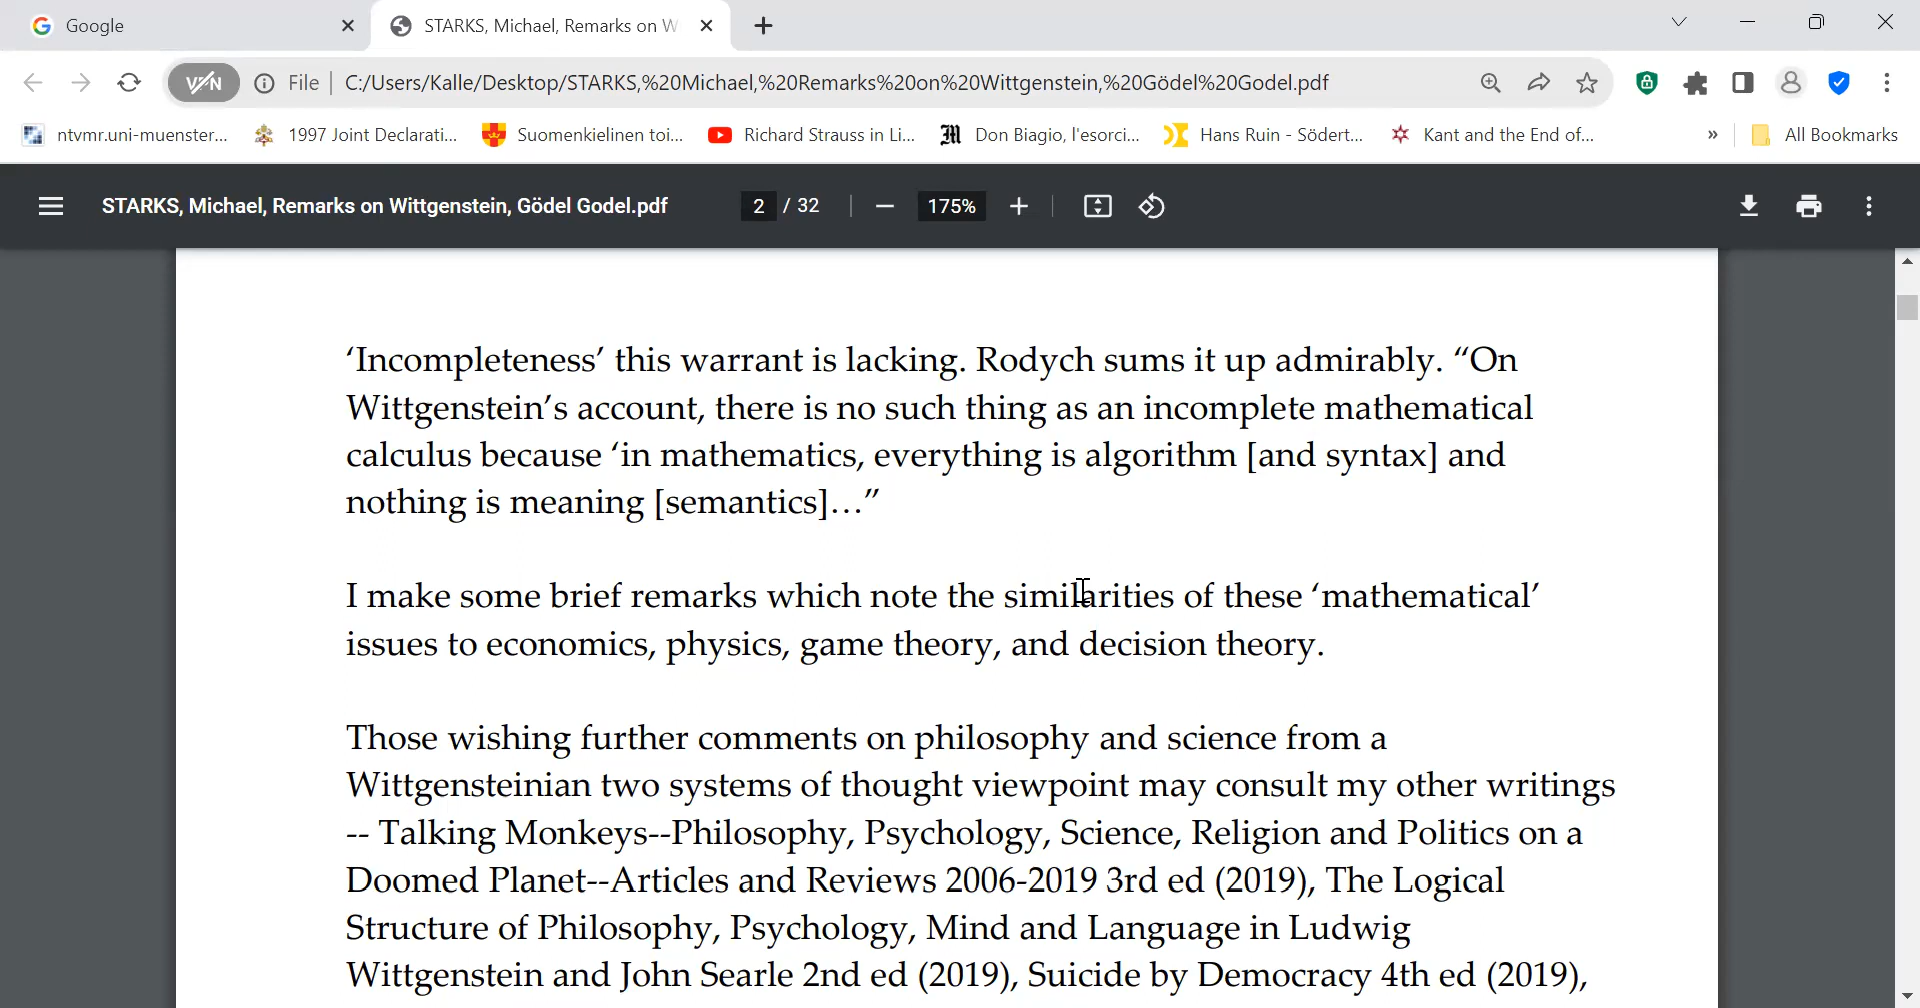 Google
STARKS, Michael, Remarks on W
VPN
File
C:/Users/Kalle/Desktop/STARKS,%20Michael,%20Remarks%20on%20Wittgenstein,%20Gödel%20Godel.pdf
ntvmr.uni-muenster...
1997 Joint Declarati...
Suomenkielinen toi...
Richard Strauss in Li...
Don Biagio, l'esorci...
Hans Ruin - Södert...
Kant and the End of...
»
All Bookmarks
STARKS, Michael, Remarks on Wittgenstein, Gödel Godel.pdf
2 / 32
175%
‘Incompleteness’ this warrant is lacking. Rodych sums it up admirably. “On
Wittgenstein’s account, there is no such thing as an incomplete mathematical
calculus because ‘in mathematics, everything is algorithm [and syntax] and
nothing is meaning [semantics]…”
I make some brief remarks which note the similarities of these ‘mathematical’
issues to economics, physics, game theory, and decision theory.
Those wishing further comments on philosophy and science from a
Wittgensteinian two systems of thought viewpoint may consult my other writings
-- Talking Monkeys--Philosophy, Psychology, Science, Religion and Politics on a
Doomed Planet--Articles and Reviews 2006-2019 3rd ed (2019), The Logical
Structure of Philosophy, Psychology, Mind and Language in Ludwig
Wittgenstein and John Searle 2nd ed (2019), Suicide by Democracy 4th ed (2019),